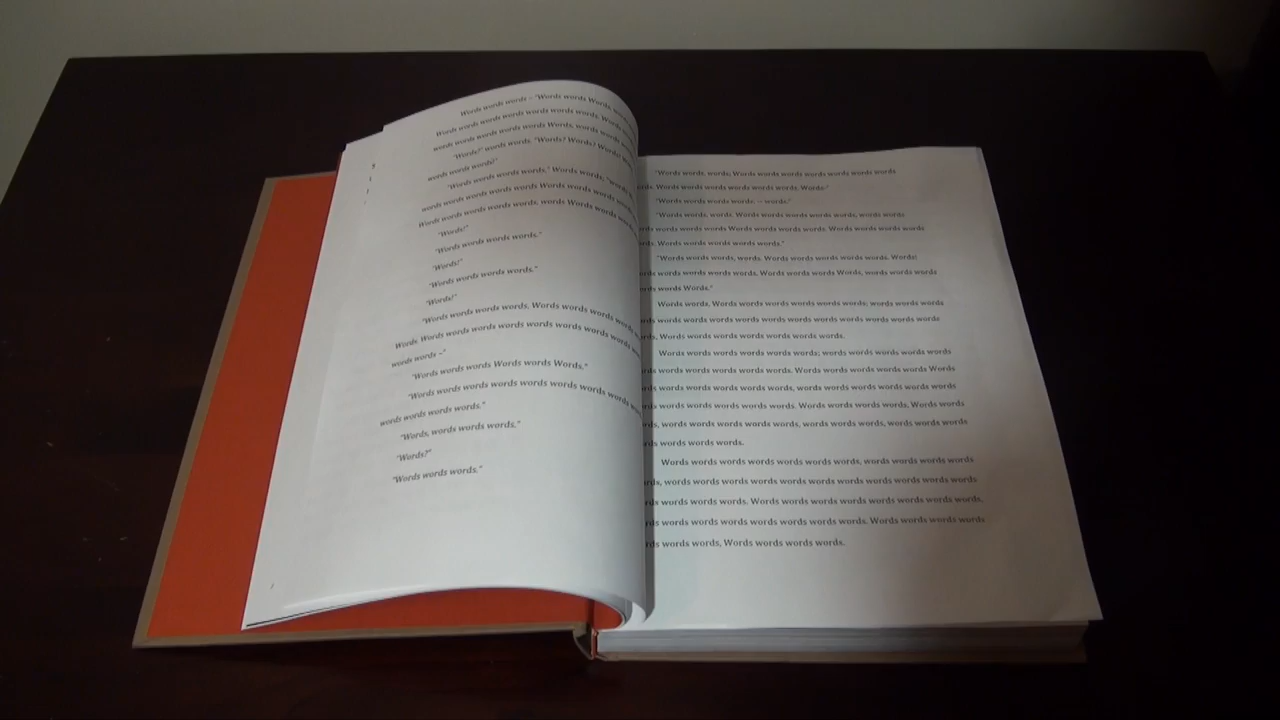 Words words words – "Words words Words,
Words words words words words words words words. Words
words words words words words Words, words words
"Words?" words words. "Words? Words? Words!
words words words!"
"Words words words words." Words words, "words
words words words words words Words words words words
Words words words words words, words Words words words
"Words!"
"Words words words words."
"Words!"
"Words words words words."
"Words!"
"Words words words words. Words words words words words
Words. Words words words words words words words words words
words words –"
"Words words words Words words Words."
"Words words words words words words words words words words
words words words words."
"Words, words words words."
"Words?"
"Words words words."
"Words words, words; Words words words words words words words
Words words words words words words. Words:"
"Words words words words: – words;"
"Words words, words. Words words words words words, words words
words words words words Words words words words. Words words words words
Words words words words words."
"Words words words, words. Words words words words words. Words!
words words words words words. Words words words Words, words words words
words Words."
Words words. Words words words words words words; words words words
words words words words words words words words words words words words
Words words words words words words.
Words words words words words words; words words words words words
words words words words words words. Words words words words words Words
words words words words words, words words words words words words
words words words words words. Words words words words, Words words
words words words words words, words words words words, words words words
words words words.
Words words words words words words words, words words words words
words words words words words words words words words words words
words words words. Words words words words words words words words.
words words words words words words words words. Words words words words
words words, Words words words words.